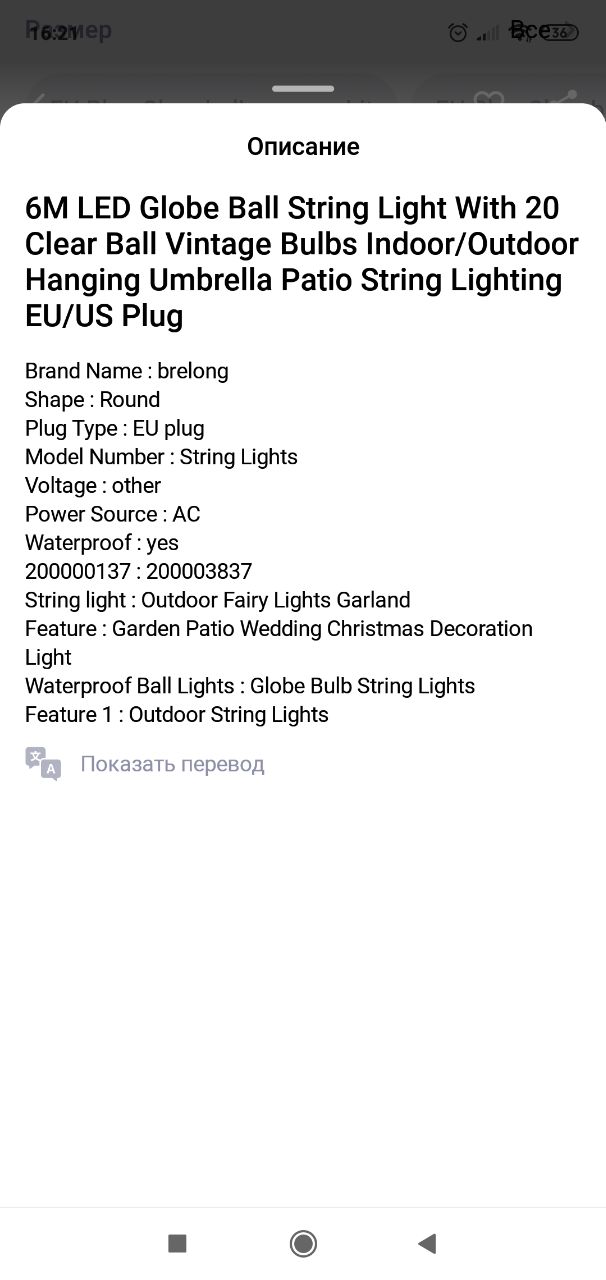 Размер
Все
16:21
36
Описание
6M LED Globe Ball String Light With 20
Clear Ball Vintage Bulbs Indoor/Outdoor
Hanging Umbrella Patio String Lighting
EU/US Plug
Brand Name : brelong
Shape : Round
Plug Type : EU plug
Model Number : String Lights
Voltage : other
Power Source : AC
Waterproof : yes
200000137 : 200003837
String light : Outdoor Fairy Lights Garland
Feature : Garden Patio Wedding Christmas Decoration
Light
Waterproof Ball Lights : Globe Bulb String Lights
Feature 1 : Outdoor String Lights
文A Показать перевод